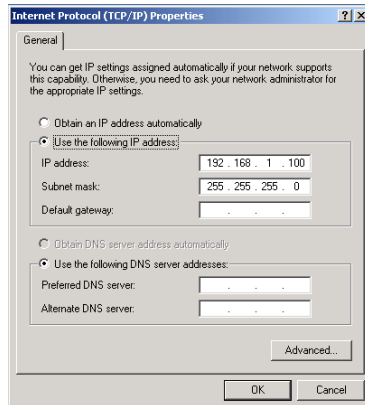 Internet Protocol (TCP/IP) Properties
General
You can get IP settings assigned automatically if your network supports
this capability. Otherwise, you need to ask your network administrator for
the appropriate IP settings.
Obtain an IP address automatically
Use the following IP address:
IP address: 192 . 168 . 1 . 100
Subnet mask: 255 . 255 . 255 . 0
Default gateway: . . .
Obtain DNS server address automatically
Use the following DNS server addresses:
Preferred DNS server: . . .
Alternate DNS server: . . .
Advanced...
OK Cancel